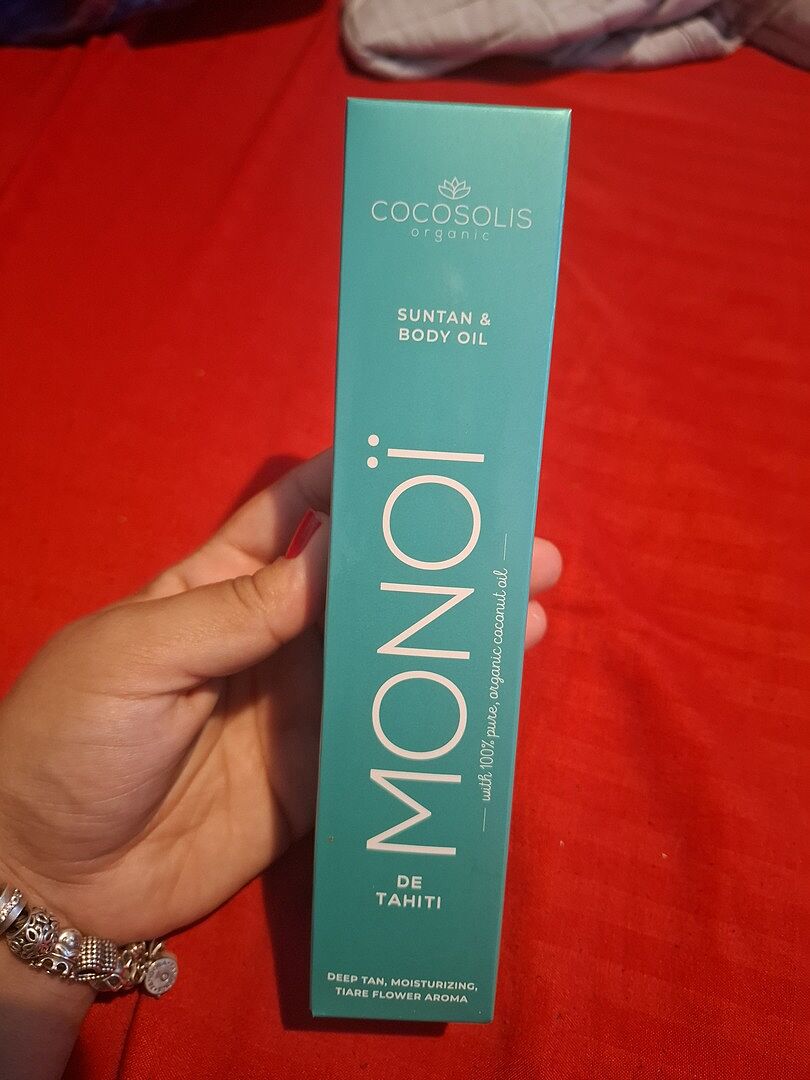 COCOSOLIS
organic
SUNTAN &
BODY OIL
MONOÏ
with 100% pure, organic coconut oil
DE
TAHITI
DEEP TAN, MOISTURIZING,
TIARE FLOWER AROMA